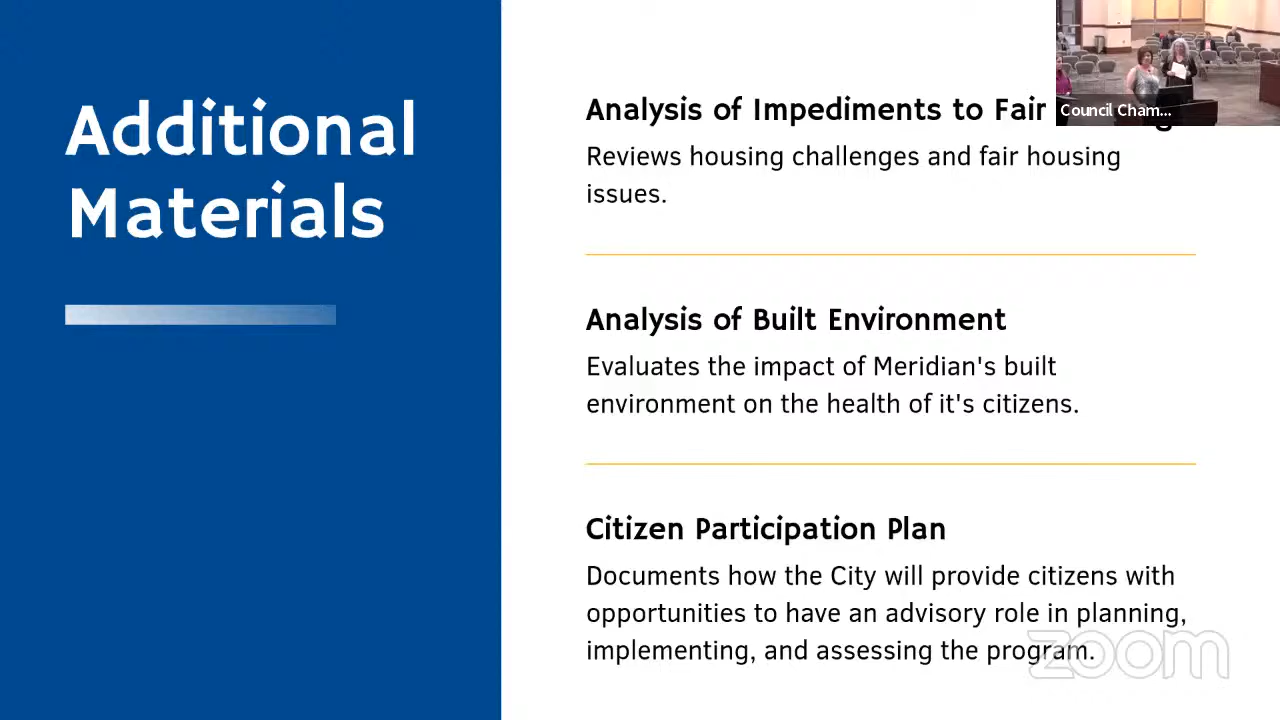 Additional
Materials
Analysis of Impediments to Fair
Reviews housing challenges and fair housing
issues.
Analysis of Built Environment
Evaluates the impact of Meridian's built
environment on the health of it's citizens.
Citizen Participation Plan
Documents how the City will provide citizens with
opportunities to have an advisory role in planning,
implementing, and assessing the program.
Council Cham...
zoom